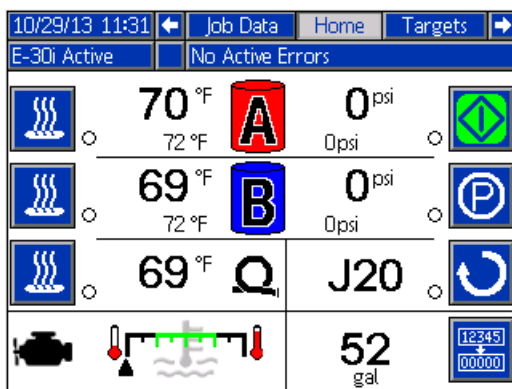 10/29/13 11:31 Job Data Home Targets
E-30i Active No Active Errors
70 °F A 0 psi
72 °F 0psi
69 °F B 0 psi
72 °F 0psi
P
69 °F J20
12345
00000
52
gal